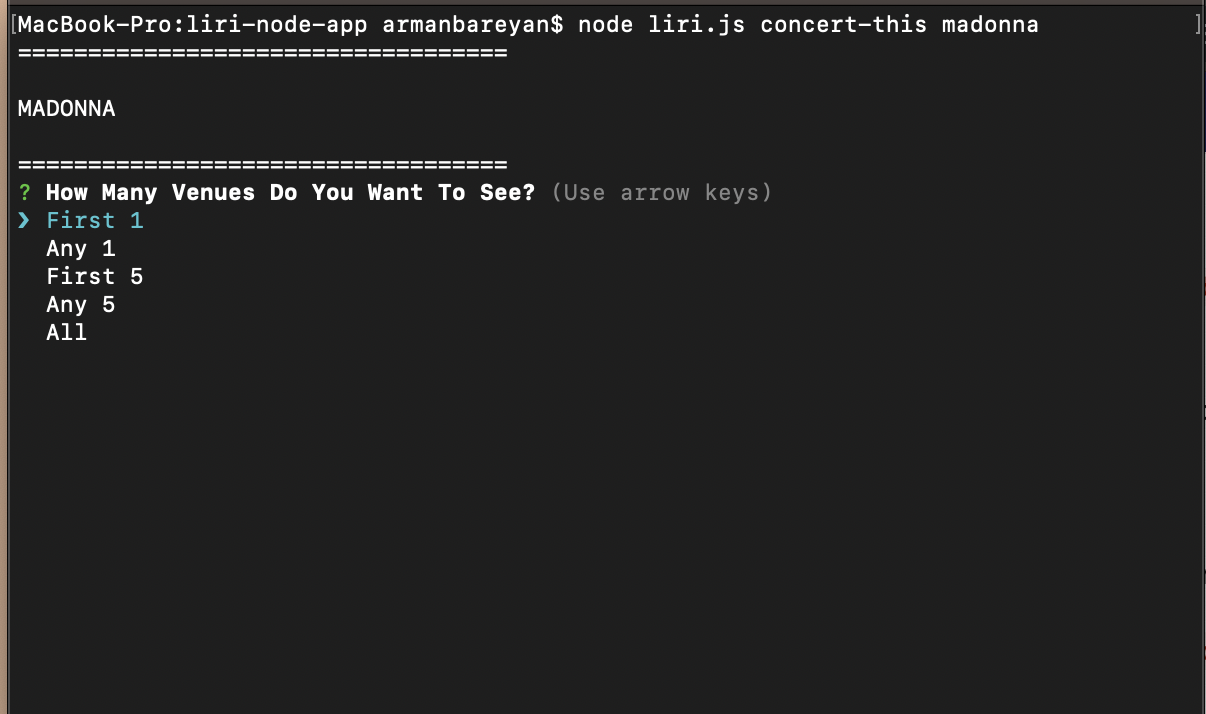 [MacBook-Pro:liri-node-app armanbareyan$ node liri.js concert-this madonna ]
===================================
MADONNA
===================================
? How Many Venues Do You Want To See? (Use arrow keys)
❯ First 1
Any 1
First 5
Any 5
All